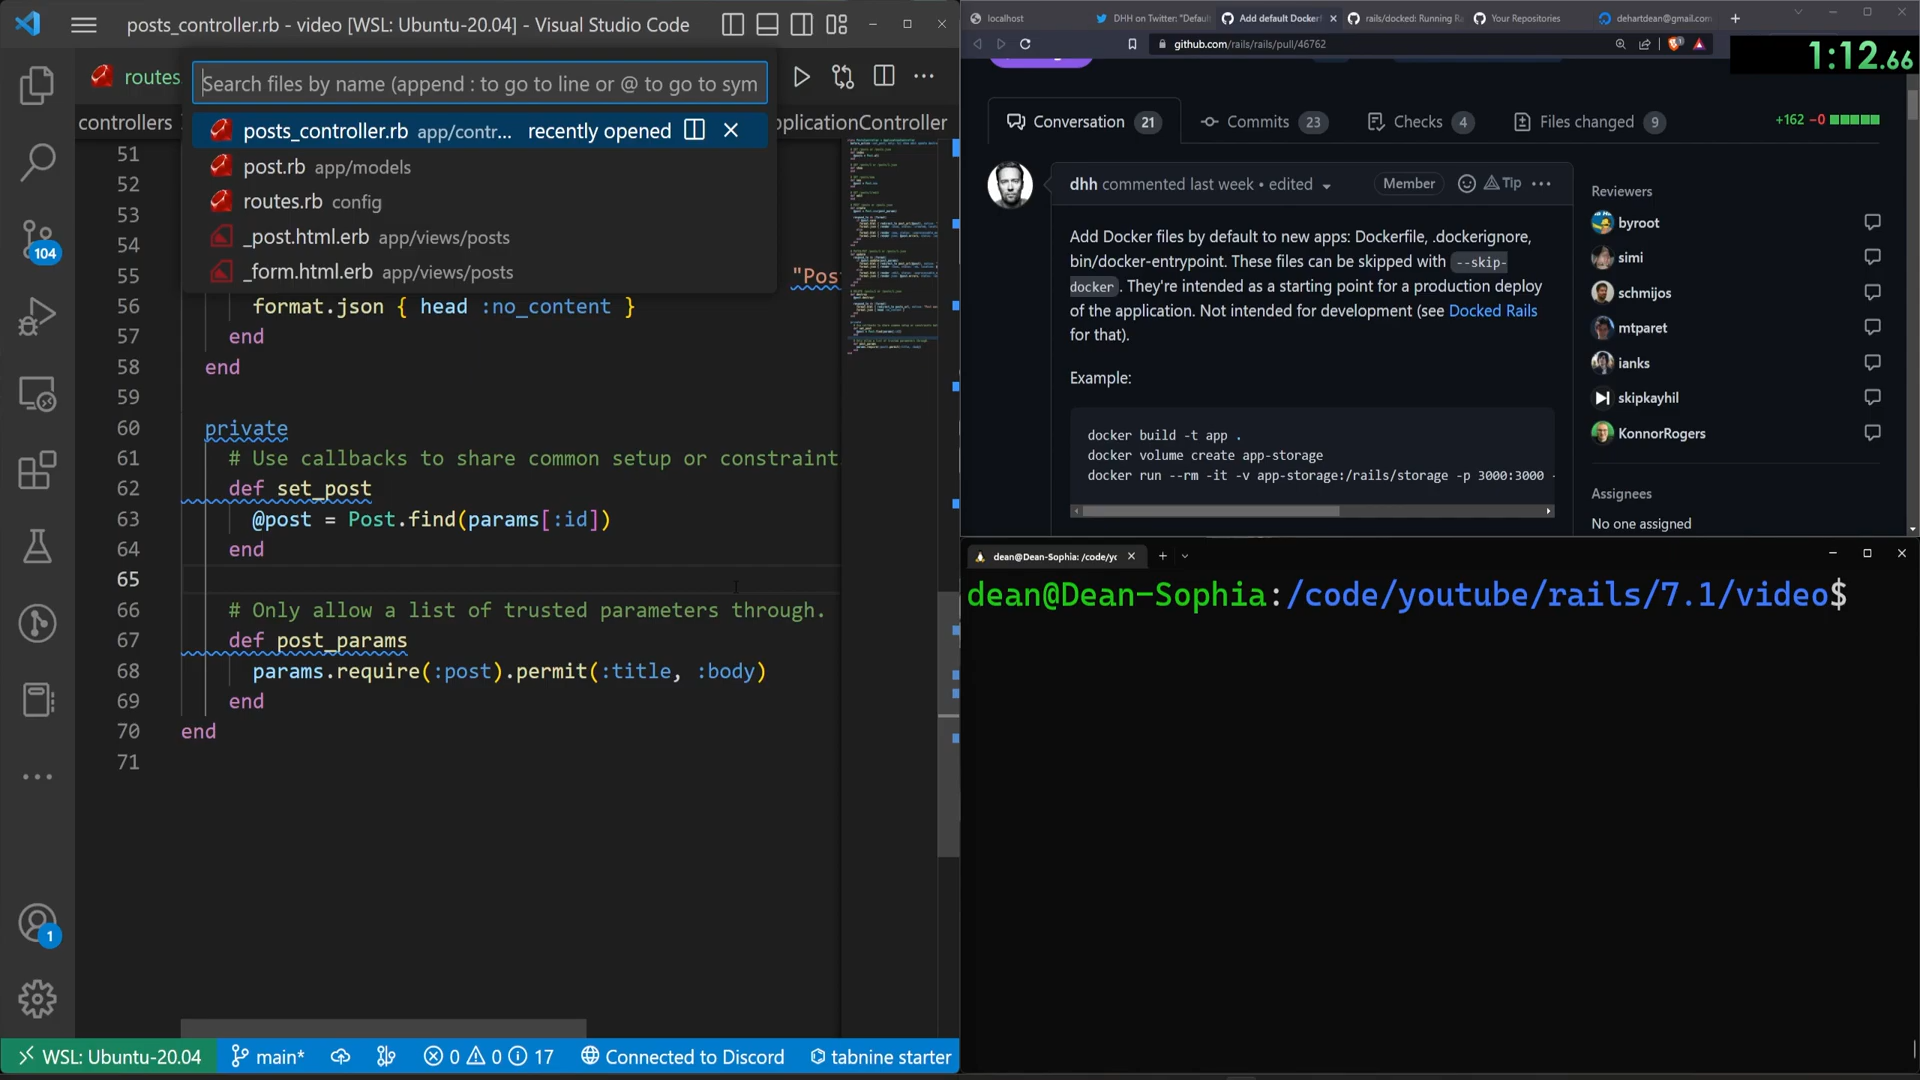 posts_controller.rb - video [WSL: Ubuntu-20.04] - Visual Studio Code
routes
Search files by name (append : to go to line or @ to go to sym
controllers
pplicationController
posts_controller.rb app/contr... recently opened
post.rb app/models
routes.rb config
_post.html.erb app/views/posts
_form.html.erb app/views/posts
51
52
53
54
55 "Pos
56 format.json { head :no_content }
57 end
58 end
59
60 private
61 # Use callbacks to share common setup or constraint
62 def set_post
63 @post = Post.find(params[:id])
64 end
65
66 # Only allow a list of trusted parameters through.
67 def post_params
68 params.require(:post).permit(:title, :body)
69 end
70 end
71
104
1
WSL: Ubuntu-20.04 main* 0 0 17 Connected to Discord tabnine starter
localhost
DHH on Twitter: "Defaul
Add default Dockerf
rails/docked: Running Ra
Your Repositories
dehartdean@gmail.com
github.com/rails/rails/pull/46762
1:12.66
Conversation 21
Commits 23
Checks 4
Files changed 9
+162 −0
dhh commented last week • edited
Member
Tip
Add Docker files by default to new apps: Dockerfile, .dockerignore,
bin/docker-entrypoint. These files can be skipped with --skip-
docker. They're intended as a starting point for a production deploy
of the application. Not intended for development (see Docked Rails
for that).
Example:
docker build -t app .
docker volume create app-storage
docker run --rm -it -v app-storage:/rails/storage -p 3000:3000 -
Reviewers
byroot
simi
schmijos
mtparet
ianks
skipkayhil
KonnorRogers
Assignees
No one assigned
dean@Dean-Sophia: /code/yc
dean@Dean-Sophia:/code/youtube/rails/7.1/video$